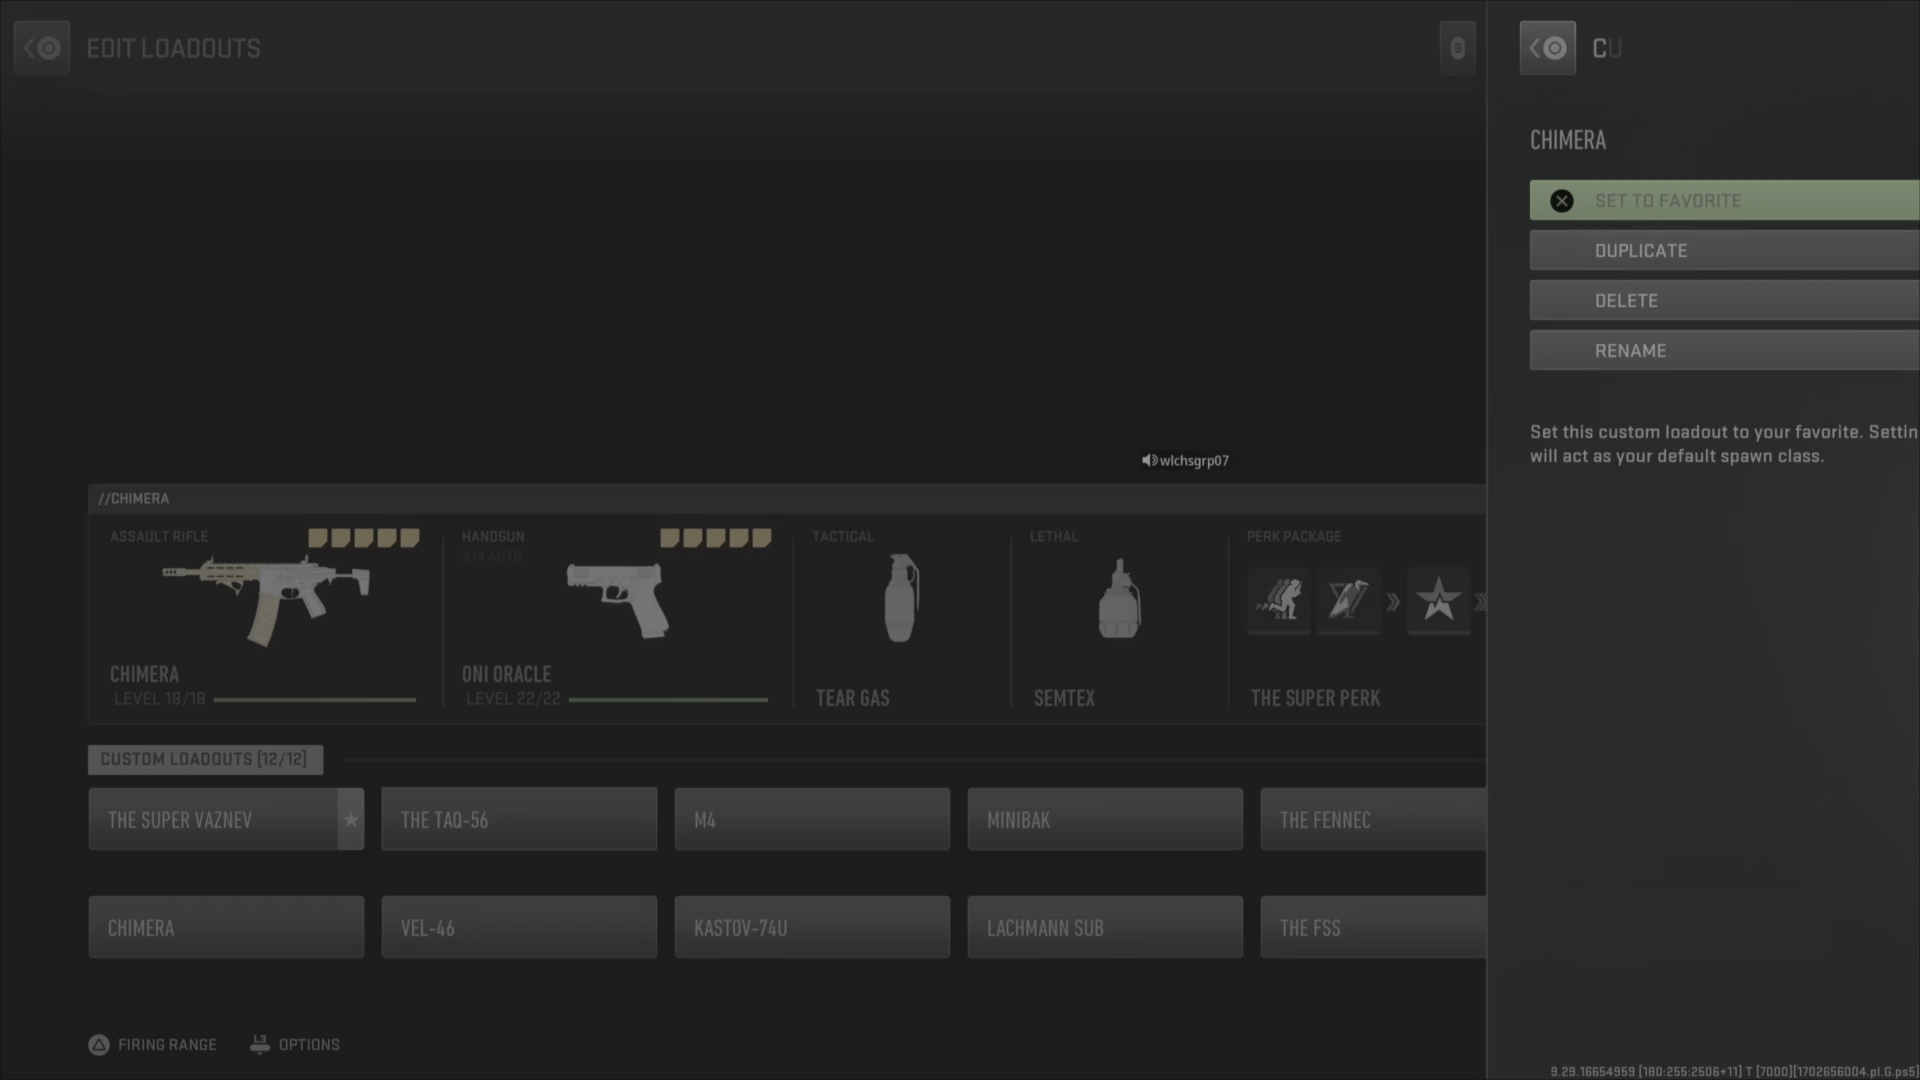 EDIT LOADOUTS
CU
CHIMERA
SET TO FAVORITE
DUPLICATE
DELETE
RENAME
Set this custom loadout to your favorite. Settin
will act as your default spawn class.
wlchsgrp07
//CHIMERA
ASSAULT RIFLE
CHIMERA
LEVEL 18/18
HANDGUN
X13 AUTO
ONI ORACLE
LEVEL 22/22
TACTICAL
TEAR GAS
LETHAL
SEMTEX
PERK PACKAGE
THE SUPER PERK
CUSTOM LOADOUTS [12/12]
THE SUPER VAZNEV
THE TAQ-56
M4
MINIBAK
THE FENNEC
CHIMERA
VEL-46
KASTOV-74U
LACHMANN SUB
THE FSS
FIRING RANGE
L3 OPTIONS
9.29.16654959 [180:255:2506+11] T [7000][1702656004.pl.G.ps5]